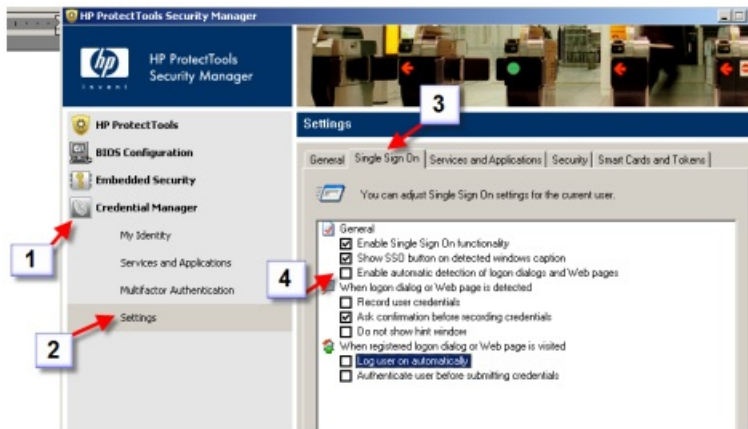 HP ProtectTools Security Manager
hp
invent
HP ProtectTools
Security Manager
3
HP ProtectTools
BIOS Configuration
Embedded Security
Credential Manager
1
My Identity
Services and Applications
Multifactor Authentication
Settings
2
Settings
General Single Sign On Services and Applications Security Smart Cards and Tokens
You can adjust Single Sign On settings for the current user.
General
Enable Single Sign On functionality
Show SSO button on detected windows caption
4
Enable automatic detection of logon dialogs and Web pages
When logon dialog or Web page is detected
Record user credentials
Ask confirmation before recording credentials
Do not show hint window
When registered logon dialog or Web page is visited
Log user on automatically
Authenticate user before submitting credentials